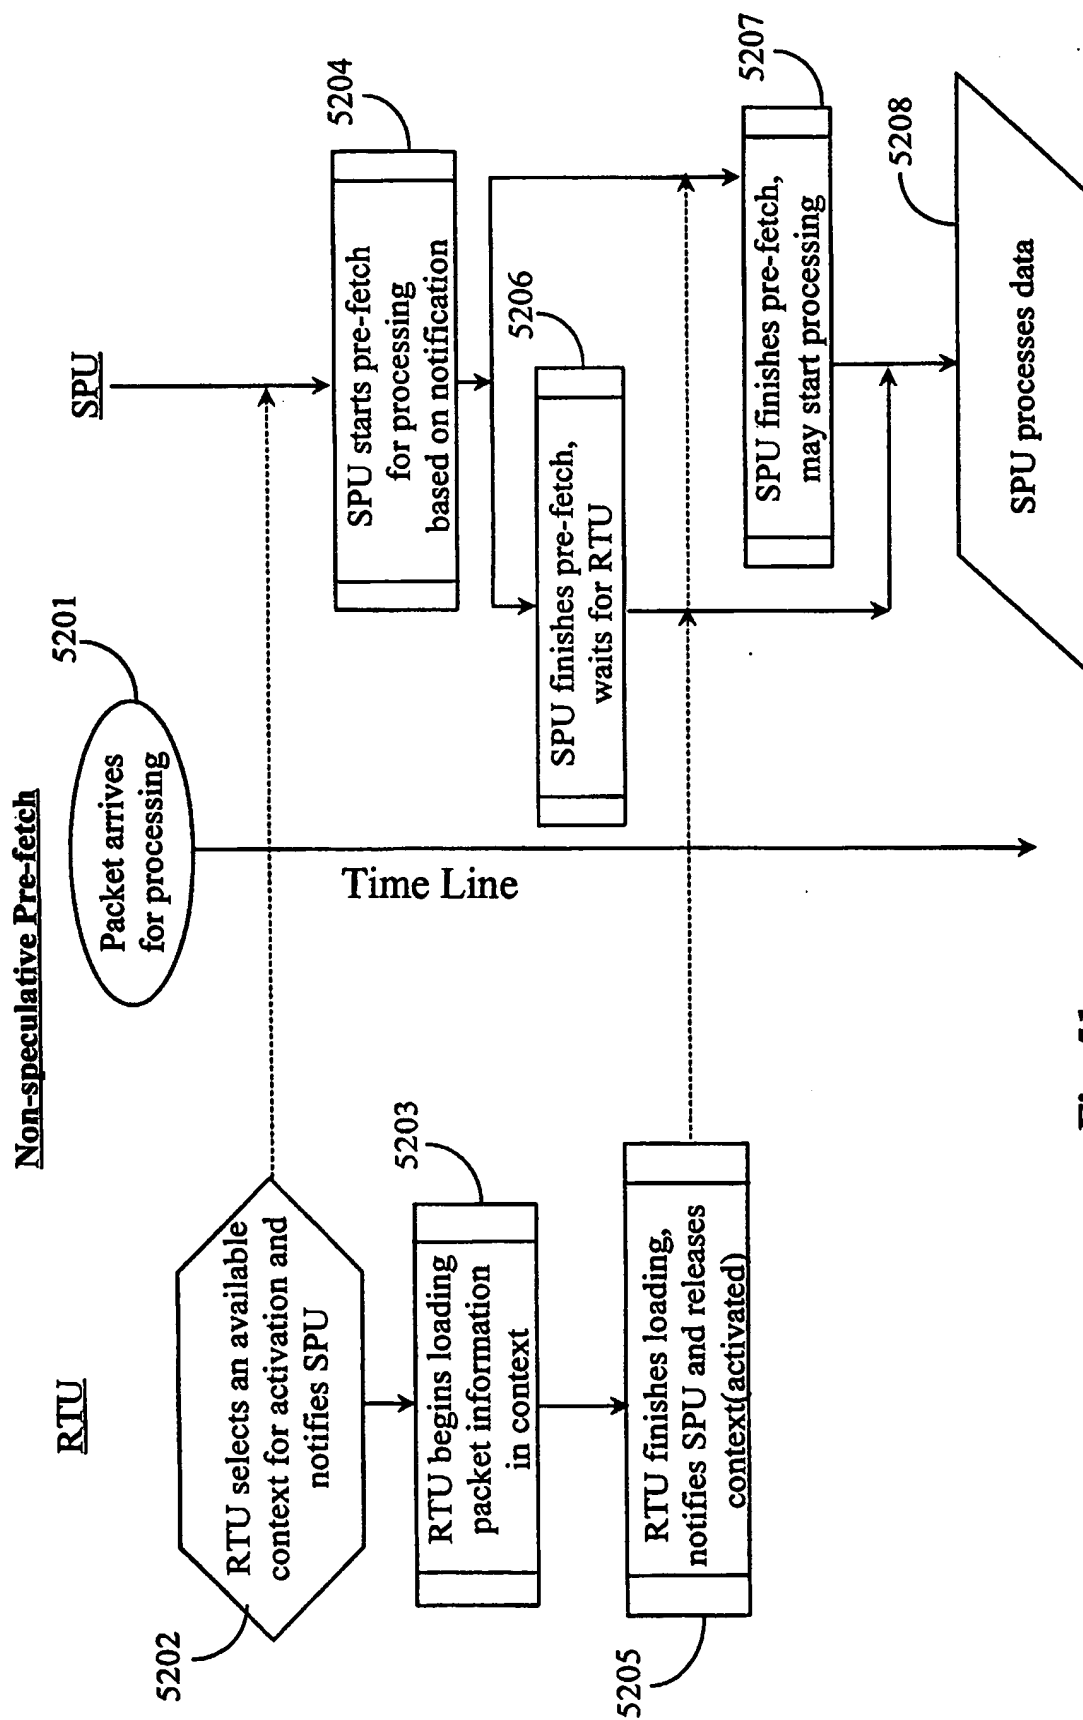 Non-speculative Pre-fetch
RTU
SPU
5201
Packet arrives
for processing
5202
RTU selects an available
context for activation and
notifies SPU
5204
SPU starts pre-fetch
for processing
based on notification
Time Line
5203
RTU begins loading
packet information
in context
5206
SPU finishes pre-fetch,
waits for RTU
5205
RTU finishes loading,
notifies SPU and releases
context(activated)
5207
SPU finishes pre-fetch,
may start processing
5208
SPU processes data